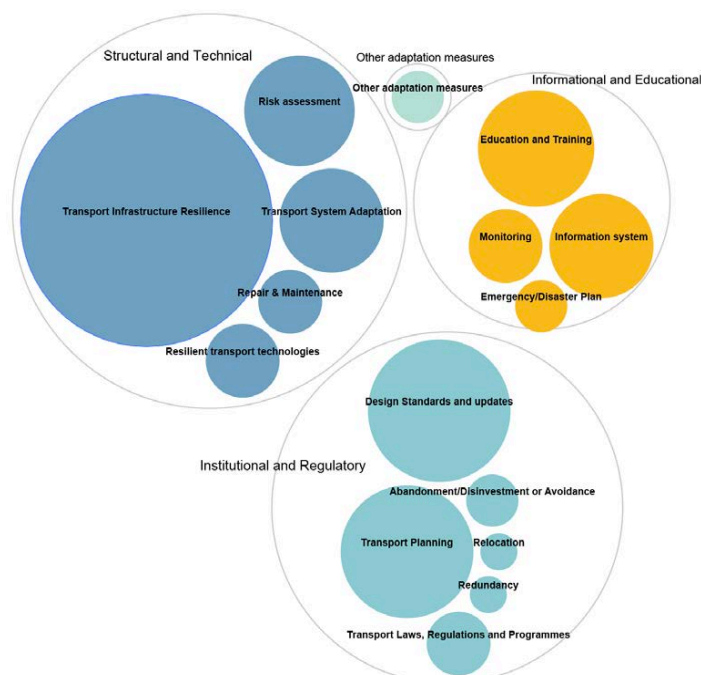 Structural and Technical
Risk assessment
Transport Infrastructure Resilience
Transport System Adaptation
Repair & Maintenance
Resilient transport technologies
Other adaptation measures
Other adaptation measures
Informational and Educational
Education and Training
Monitoring
Information system
Emergency/Disaster Plan
Institutional and Regulatory
Design Standards and updates
Abandonment/Disinvestment or Avoidance
Transport Planning
Relocation
Redundancy
Transport Laws, Regulations and Programmes